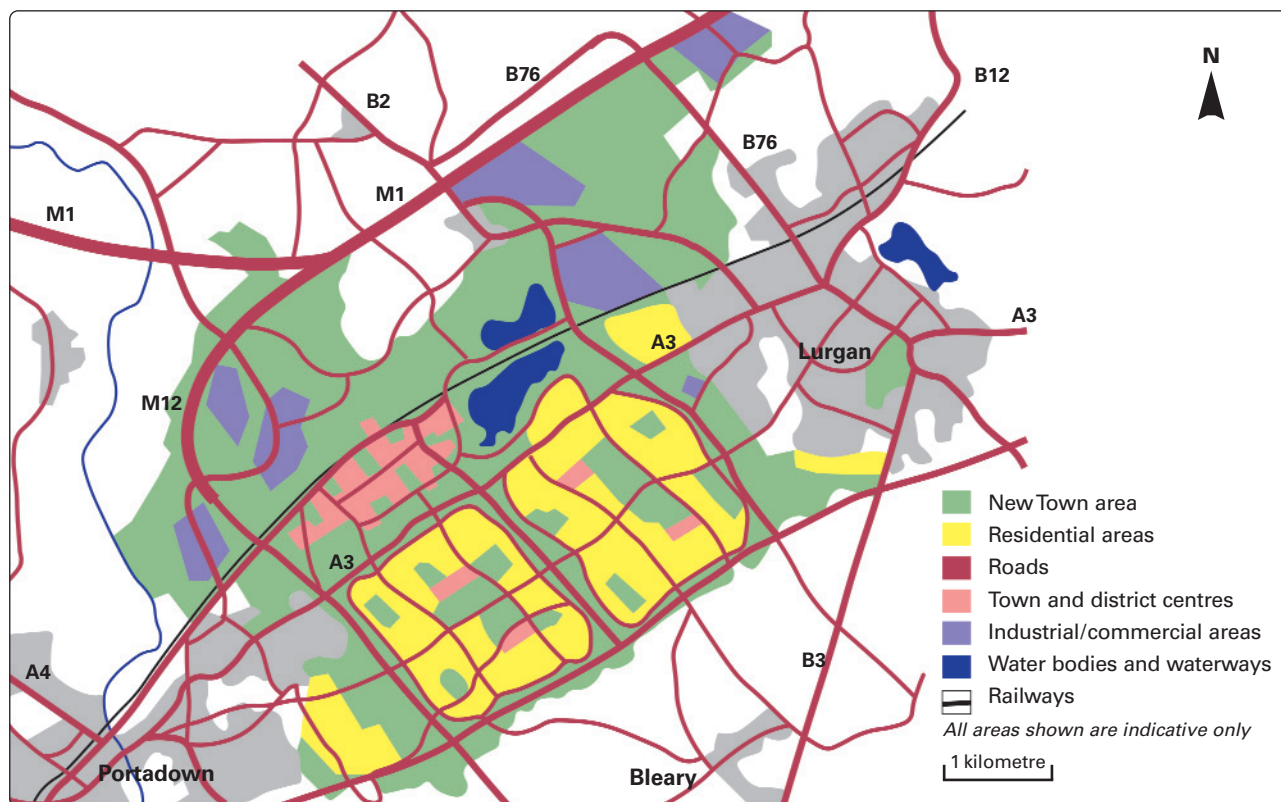 N
B76
B12
B2
B76
M1
M1
A3
A3
Lurgan
M12
A3
A4
B3
Portadown
Bleary
New Town area
Residential areas
Roads
Town and district centres
Industrial/commercial areas
Water bodies and waterways
Railways
All areas shown are indicative only
1 kilometre